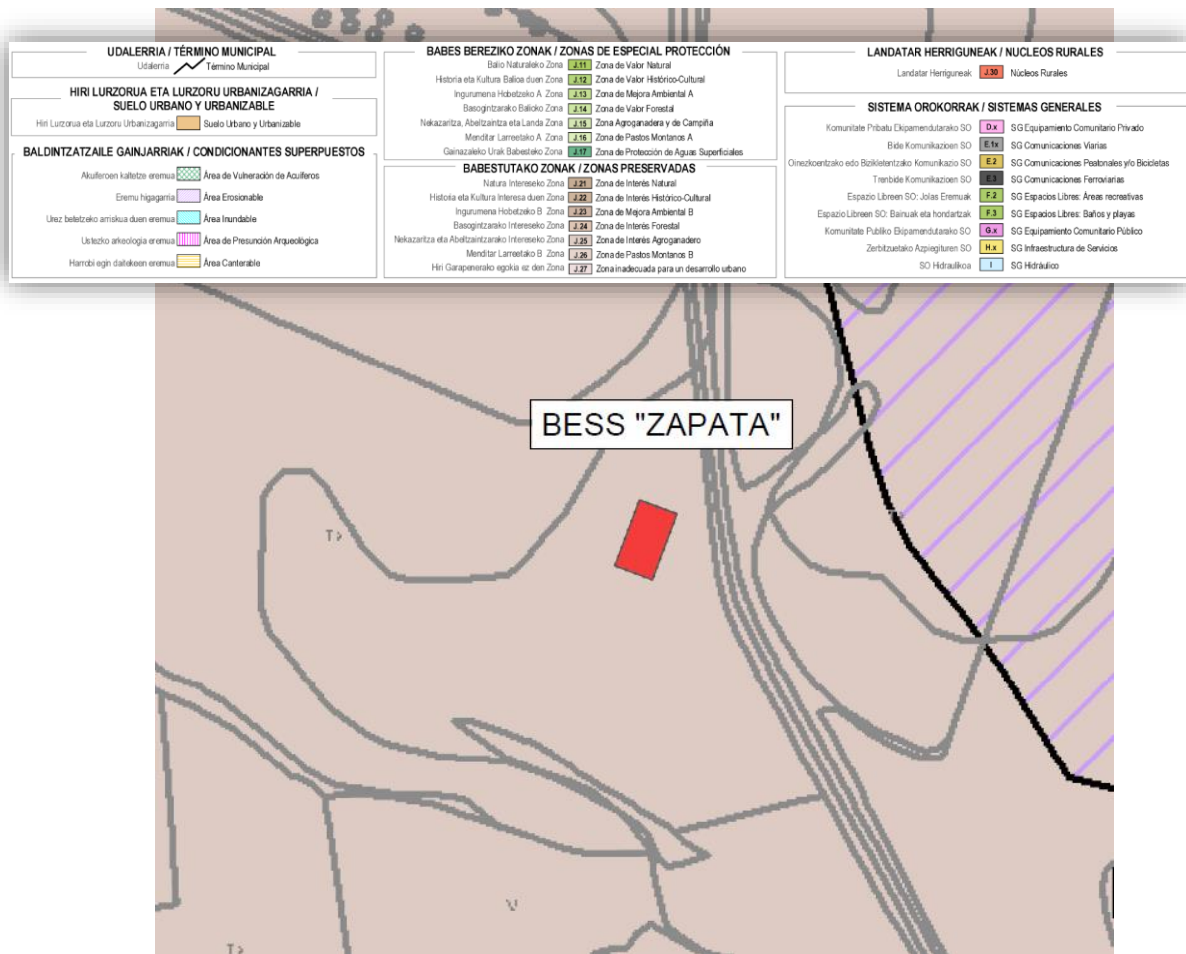 UDALERRIA / TÉRMINO MUNICIPAL
Udalerria Término Municipal
HIRI LURZORUA ETA LURZORU URBANIZAGARRIA /
SUELO URBANO Y URBANIZABLE
Hiri Lurzorua eta Lurzoru Urbanizagarria Suelo Urbano y Urbanizable
BALDINTZATZAILE GAINJARRIAK / CONDICIONANTES SUPERPUESTOS
Akuiferoen kaltetze eremua Área de Vulneración de Acuíferos
Eremu higagarria Área Erosionable
Urez betetzeko arriskua duen eremua Área Inundable
Ustezko arkeologia eremua Área de Presunción Arqueológica
Harrobi egin daitekeen eremua Área Canterable
BABES BEREZIKO ZONAK / ZONAS DE ESPECIAL PROTECCIÓN
Balio Naturaleko Zona J.11 Zona de Valor Natural
Historia eta Kultura Balioa duen Zona J.12 Zona de Valor Histórico-Cultural
Ingurumena Hobetzeko A Zona J.13 Zona de Mejora Ambiental A
Basogintzarako Balioko Zona J.14 Zona de Valor Forestal
Nekazaritza, Abeltzaintza eta Landa Zona J.15 Zona Agroganadera y de Campiña
Menditar Larreetako A Zona J.16 Zona de Pastos Montanos A
Gainazaleko Urak Babesteko Zona J.17 Zona de Protección de Aguas Superficiales
BABESTUTAKO ZONAK / ZONAS PRESERVADAS
Natura Intereseko Zona J.21 Zona de Interés Natural
Historia eta Kultura Interesa duen Zona J.22 Zona de Interés Histórico-Cultural
Ingurumena Hobetzeko B Zona J.23 Zona de Mejora Ambiental B
Basogintzarako Intereseko Zona J.24 Zona de Interés Forestal
Nekazaritza eta Abeltzaintzarako Intereseko Zona J.25 Zona de Interés Agroganadero
Menditar Larreetako B Zona J.26 Zona de Pastos Montanos B
Hiri Garapenerako egokia ez den Zona J.27 Zona inadecuada para un desarrollo urbano
LANDATAR HERRIGUNEAK / NUCLEOS RURALES
Landatar Herriguneak J.30 Núcleos Rurales
SISTEMA OROKORRAK / SISTEMAS GENERALES
Komunitate Pribatu Ekipamendutarako SO D.x SG Equipamiento Comunitario Privado
Bide Komunikazioen SO E.1x SG Comunicaciones Viarias
Oinezkoentzako edo Bizikletentzako Komunikazio SO E.2 SG Comunicaciones Peatonales y/o Bicicletas
Trenbide Komunikazioen SO E.3 SG Comunicaciones Ferroviarias
Espazio Libreen SO: Jolas Eremuak F.2 SG Espacios Libres: Áreas recreativas
Espazio Libreen SO: Bainuak eta hondartzak F.3 SG Espacios Libres: Baños y playas
Komunitate Publiko Ekipamendutarako SO G.x SG Equipamiento Comunitario Público
Zerbitzuetako Azpiegituren SO H.x SG Infraestructura de Servicios
SO Hidraulikoa I SG Hidráulico
BESS "ZAPATA"